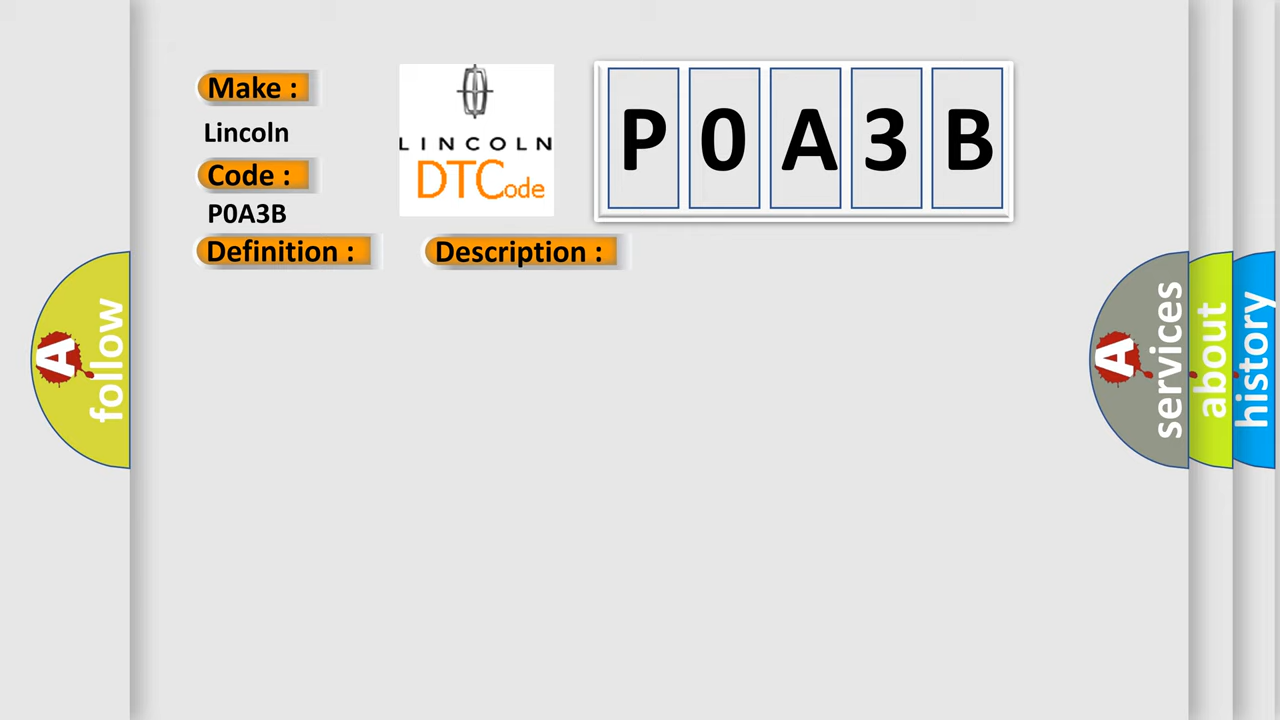 Make :
Lincoln
Code :
P0A3B
Definition :
Description :
LINCOLN
DTCode
P 0 A 3 B
A follow
A services
about
history